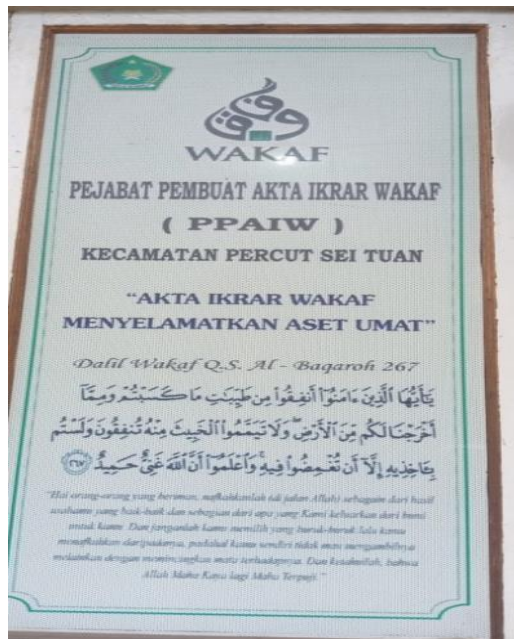 وقف
WAKAF
PEJABAT PEMBUAT AKTA IKRAR WAKAF
( PPAIW )
KECAMATAN PERCUT SEI TUAN
“AKTA IKRAR WAKAF
MENYELAMATKAN ASET UMAT”
Dalil Wakaf Q.S. Al - Baqaroh 267
يَٰٓأَيُّهَا ٱلَّذِينَ ءَامَنُوٓا۟ أَنفِقُوا۟ مِن طَيِّبَٰتِ مَا كَسَبْتُمْ وَمِمَّآ
أَخْرَجْنَا لَكُم مِّنَ ٱلْأَرْضِ ۖ وَلَا تَيَمَّمُوا۟ ٱلْخَبِيثَ مِنْهُ تُنفِقُونَ وَلَسْتُم
بِـَٔاخِذِيهِ إِلَّآ أَن تُغْمِضُوا۟ فِيهِ ۚ وَٱعْلَمُوٓا۟ أَنَّ ٱللَّهَ غَنِىٌّ حَمِيدٌ ﴿٢٦٧﴾
“Hai orang-orang yang beriman, nafkahkanlah (di jalan Allah) sebagian dari hasil
usahamu yang baik-baik dan sebagian dari apa yang Kami keluarkan dari bumi
untuk kamu. Dan janganlah kamu memilih yang buruk-buruk lalu kamu
menafkahkan daripadanya, padahal kamu sendiri tidak mau mengambilnya
melainkan dengan memincingkan mata terhadapnya. Dan ketahuilah, bahwa
Allah Maha Kaya lagi Maha Terpuji.”